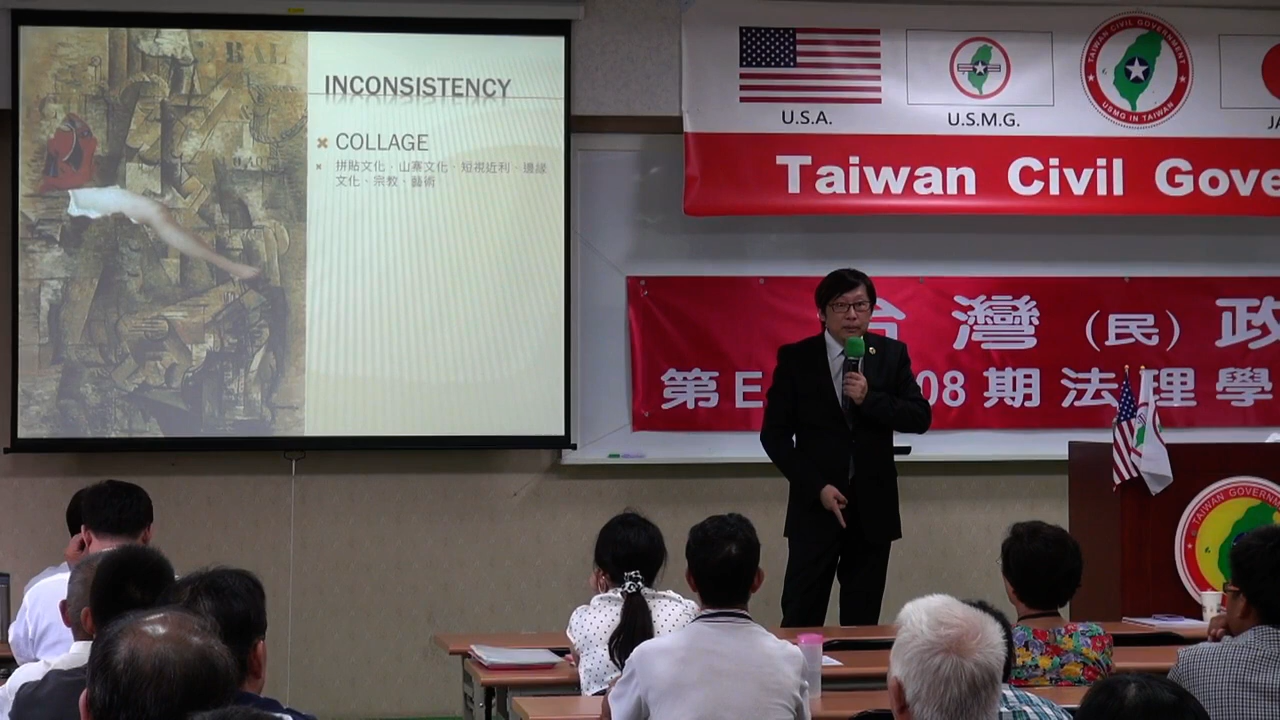 BAL
INCONSISTENCY
COLLAGE
拼貼文化、山寨文化、短視近利、邊緣
文化、宗教、藝術
U.S.A.
U.S.M.G.
TAIWAN CIVIL GOVERNMENT
USMG IN TAIWAN
JA
Taiwan Civil Gove
台灣（民）政
第E 08期法理學
TAIWAN GOVERNM